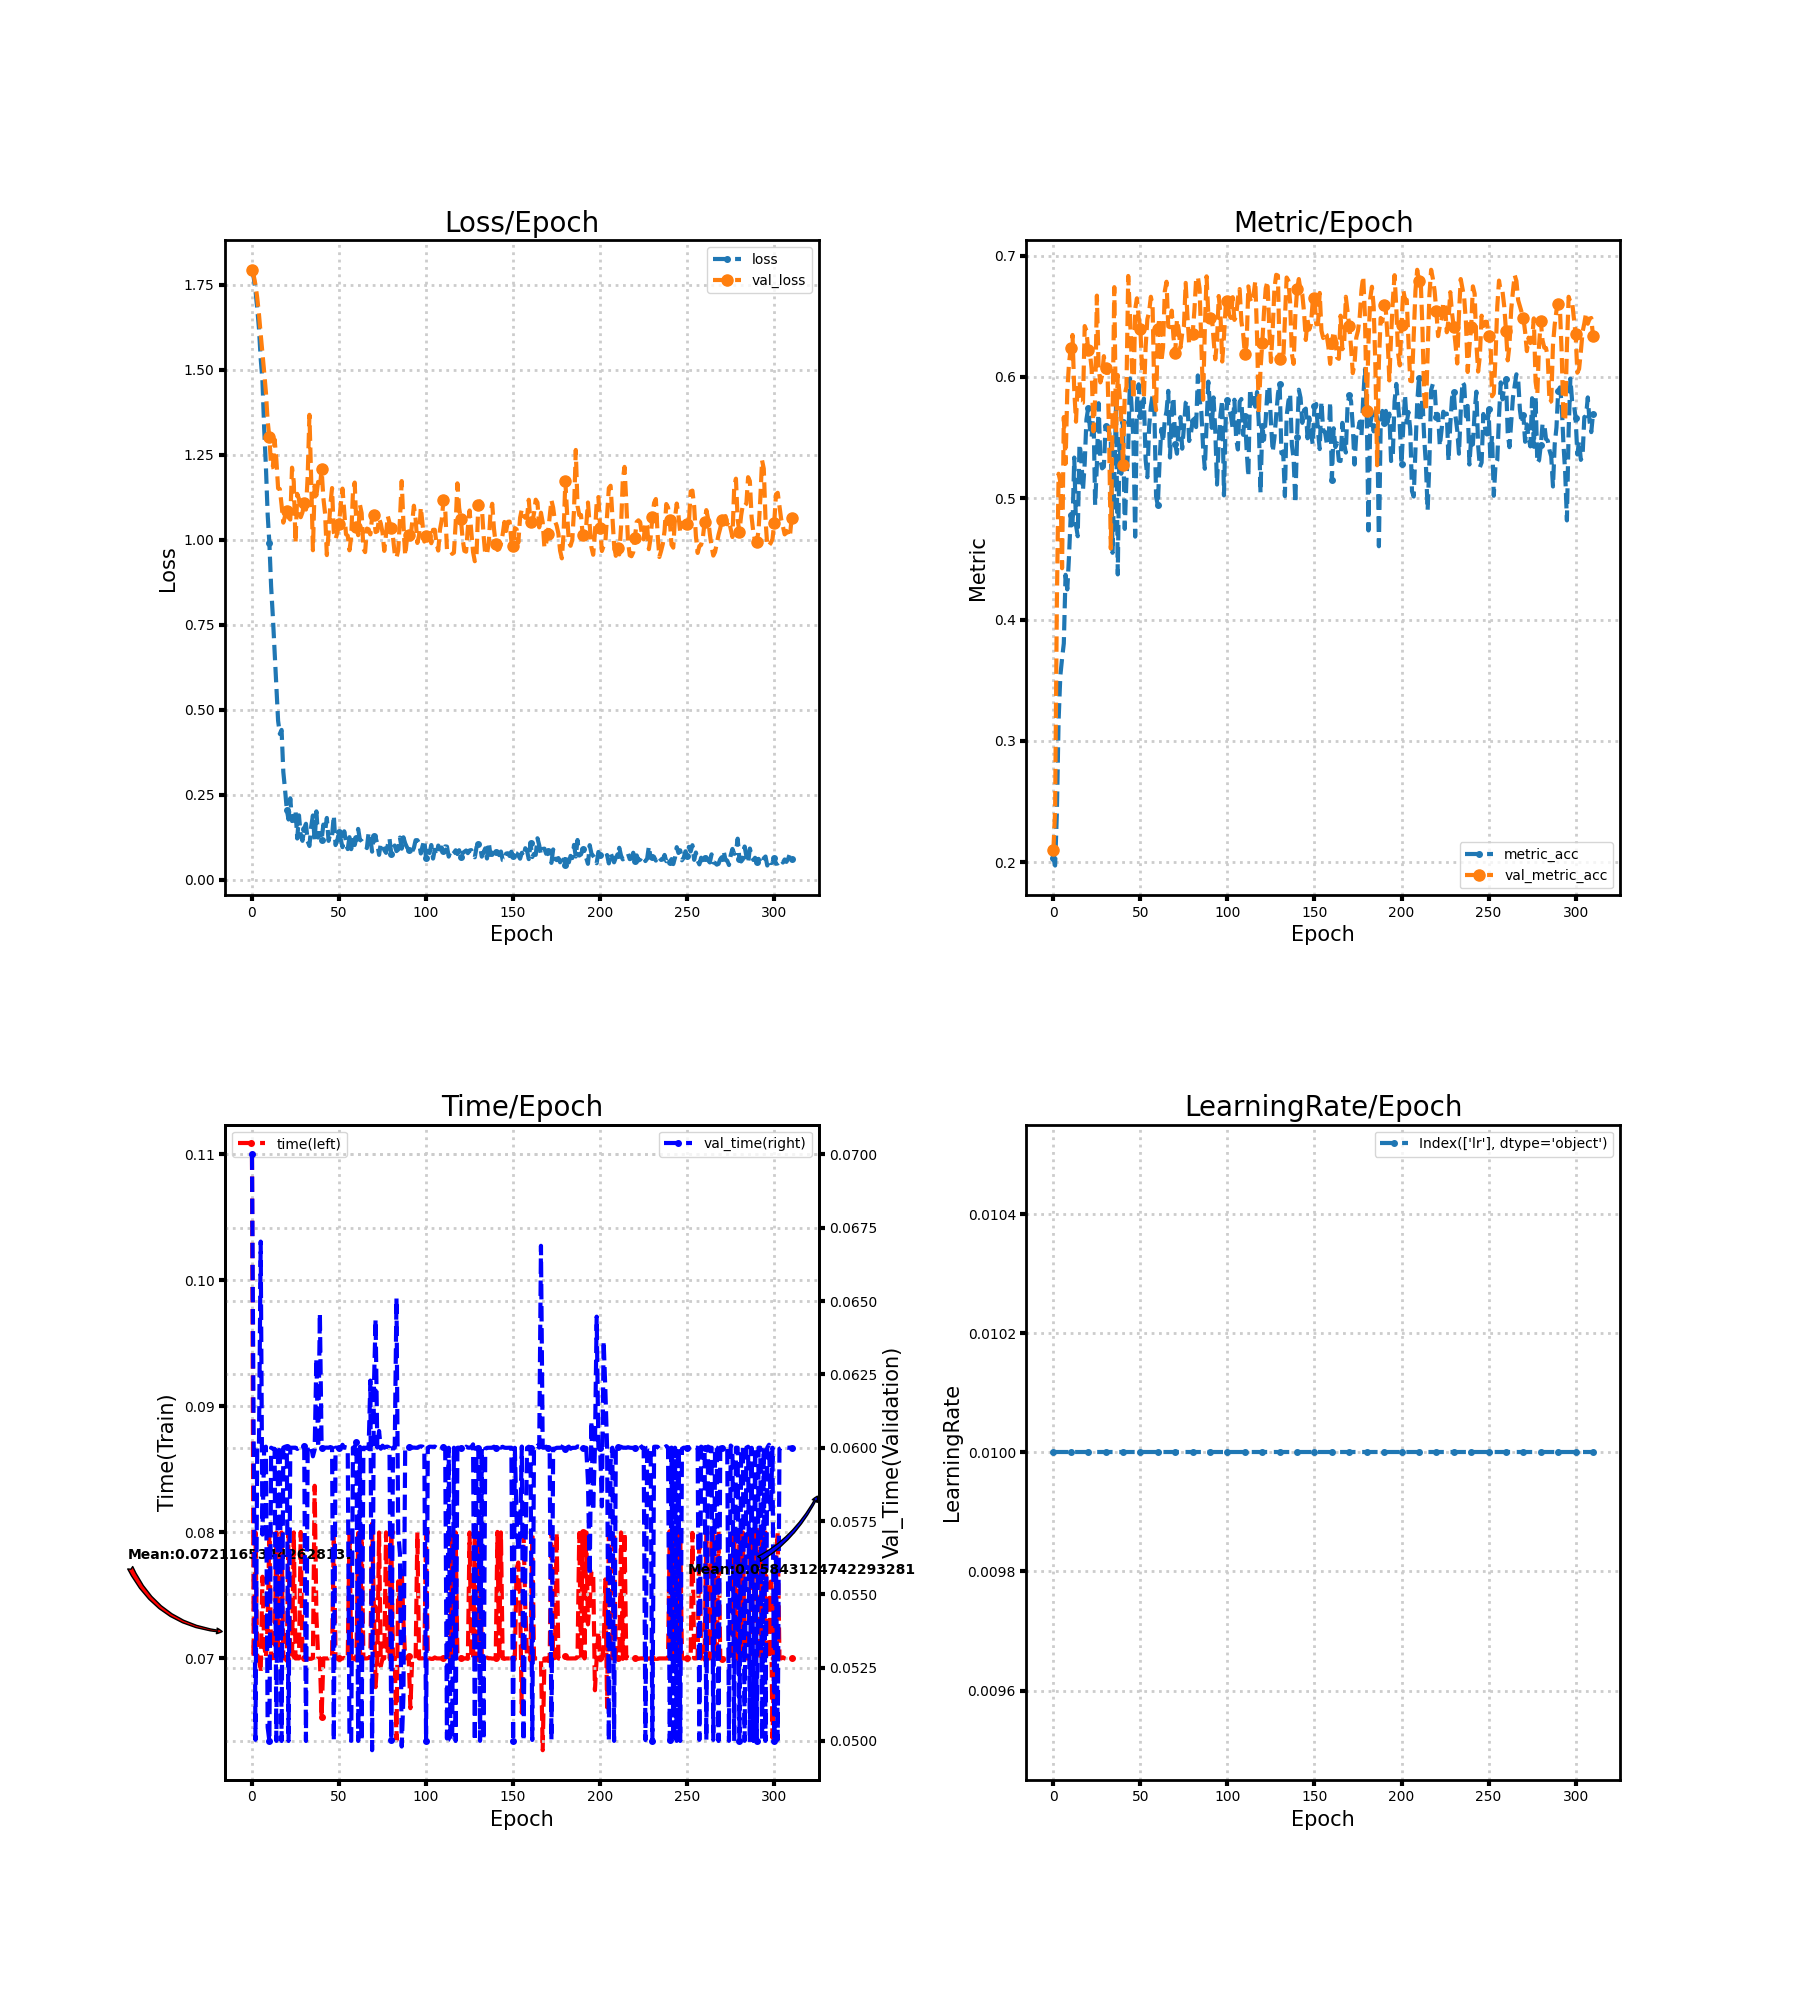 Loss/Epoch
loss
val_loss
1.75
1.50
1.25
1.00
0.75
0.50
0.25
0.00
Loss
0
50
100
150
200
250
300
Epoch
Metric/Epoch
0.7
0.6
0.5
0.4
0.3
0.2
Metric
metric_acc
val_metric_acc
0
50
100
150
200
250
300
Epoch
Time/Epoch
time(left)
val_time(right)
0.11
0.10
0.09
0.08
0.07
Time(Train)
0.0700
0.0675
0.0650
0.0625
0.0600
0.0575
0.0550
0.0525
0.0500
Val_Time(Validation)
Mean:0.05843124742293281
0
50
100
150
200
250
300
Epoch
LearningRate/Epoch
Index(['lr'], dtype='object')
0.0104
0.0102
0.0100
0.0098
0.0096
LearningRate
0
50
100
150
200
250
300
Epoch